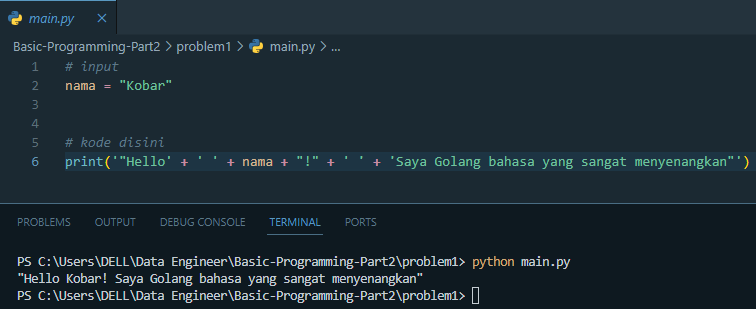 main.py ×
Basic-Programming-Part2 > problem1 > main.py > ...
1 # input
2 nama = "Kobar"
3
4
5 # kode disini
6 print('"Hello' + ' ' + nama + "!" + ' ' + 'Saya Golang bahasa yang sangat menyenangkan"')
PROBLEMS OUTPUT DEBUG CONSOLE TERMINAL PORTS
PS C:\Users\DELL\Data Engineer\Basic-Programming-Part2\problem1> python main.py
"Hello Kobar! Saya Golang bahasa yang sangat menyenangkan"
PS C:\Users\DELL\Data Engineer\Basic-Programming-Part2\problem1>